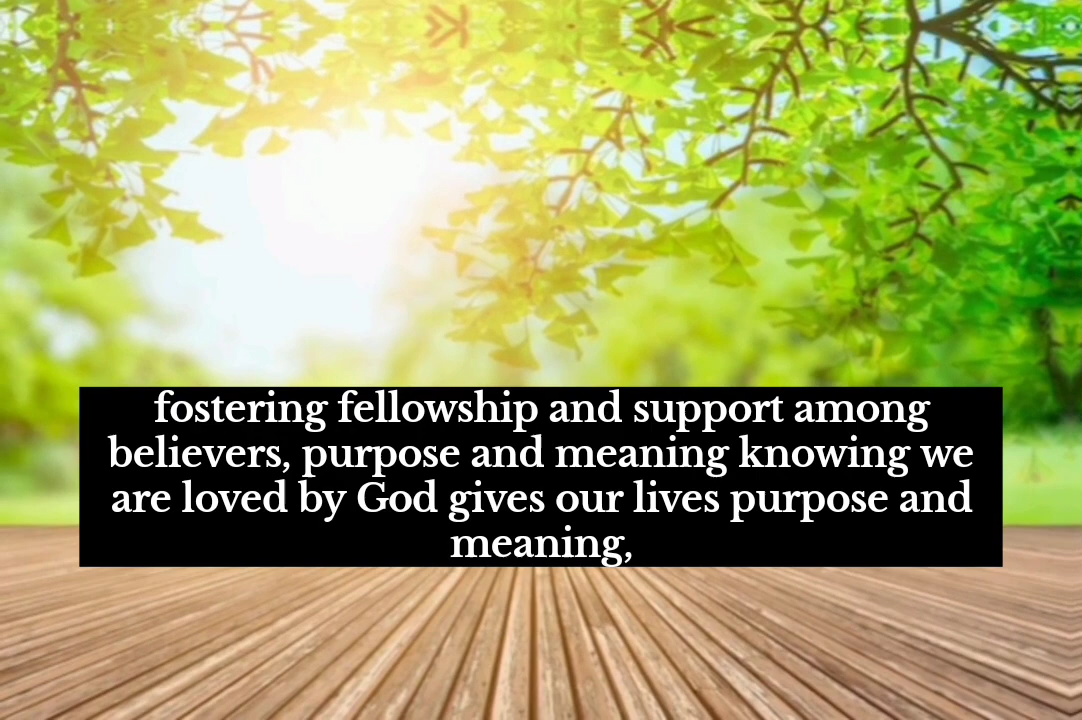 fostering fellowship and support among
believers, purpose and meaning knowing we
are loved by God gives our lives purpose and
meaning,